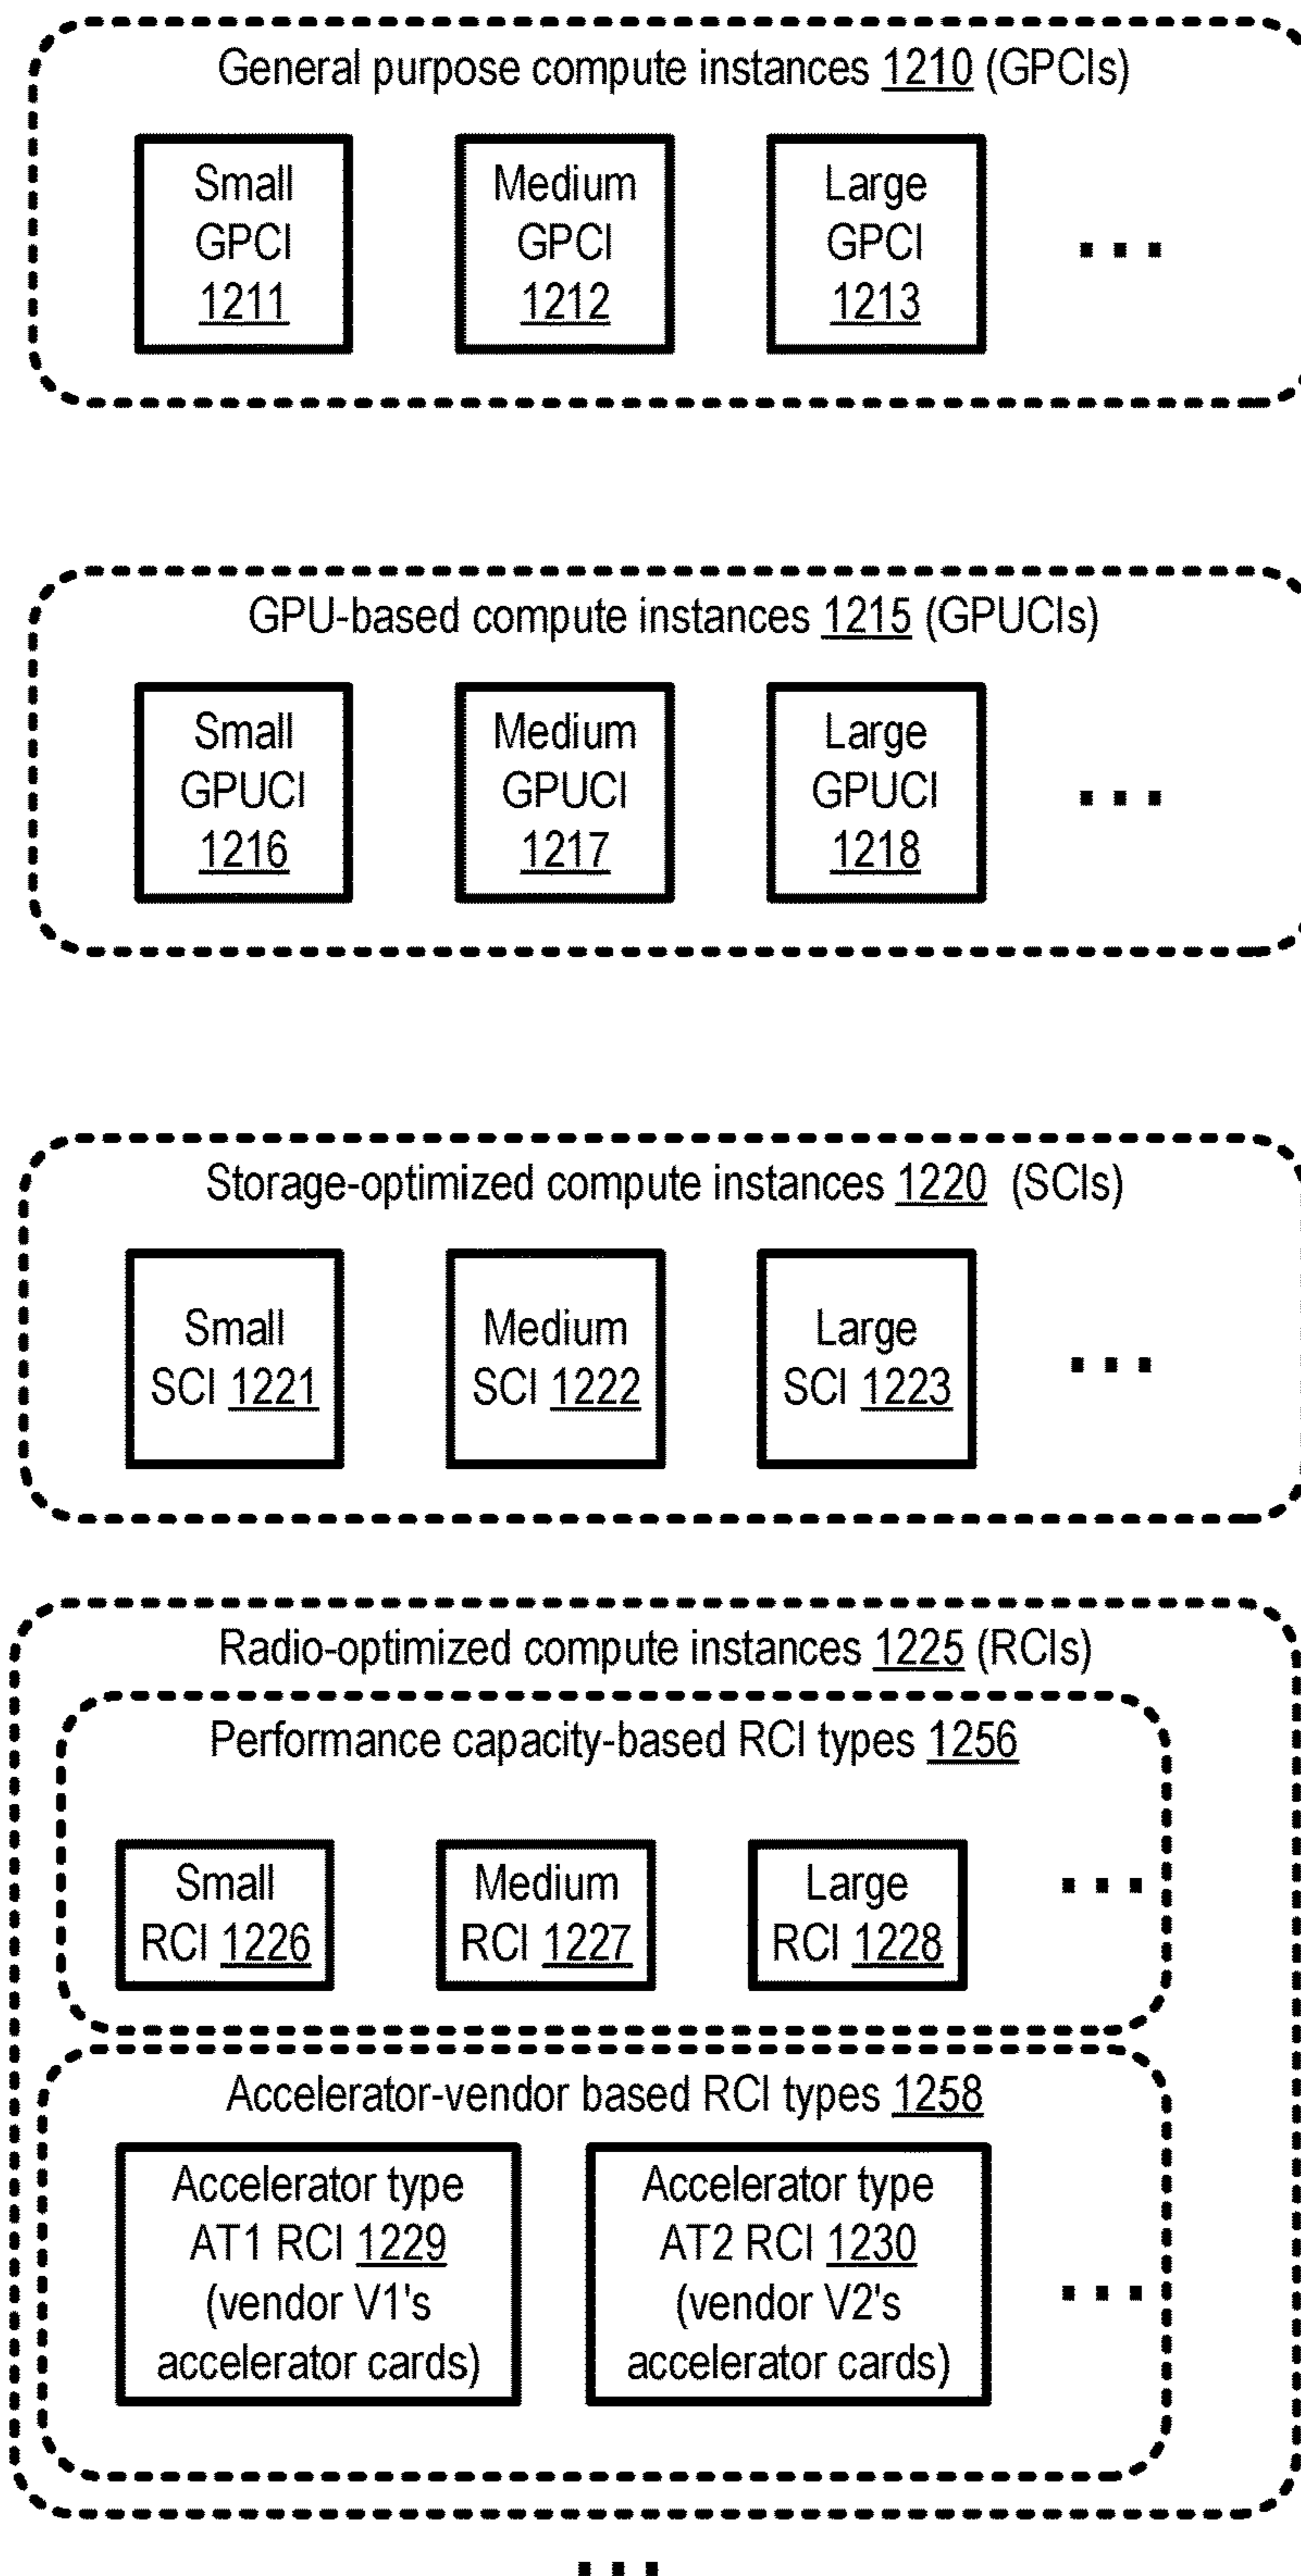 General purpose compute instances 1210 (GPCIs)
Small Medium Large
GPCI GPCI GPCI ...
1211 1212 1213
GPU-based compute instances 1215 (GPUCIs)
Small Medium Large
GPUCI GPUCI GPUCI ...
1216 1217 1218
Storage-optimized compute instances 1220 (SCIs)
Small Medium Large
SCI 1221 SCI 1222 SCI 1223 ...
Radio-optimized compute instances 1225 (RCIs)
Performance capacity-based RCI types 1256
Small Medium Large ...
RCI 1226 RCI 1227 RCI 1228
Accelerator-vendor based RCI types 1258
Accelerator type Accelerator type
AT1 RCI 1229 AT2 RCI 1230
(vendor V1's (vendor V2's ...
accelerator cards) accelerator cards)
...